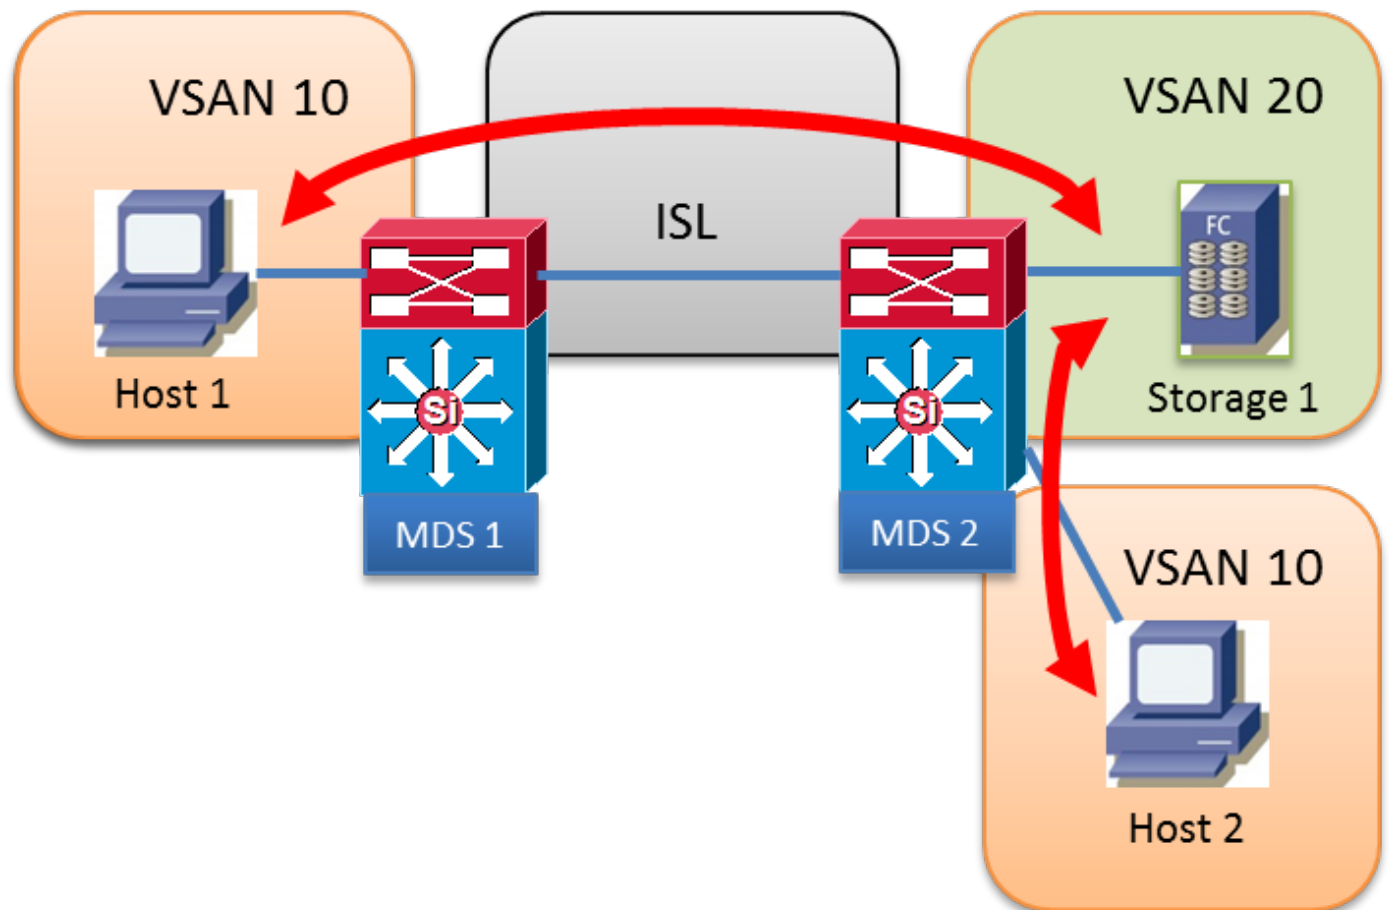 VSAN 10
ISL
VSAN 20
FC
Host 1
Storage 1
Si
Si
MDS 1
MDS 2
VSAN 10
Host 2